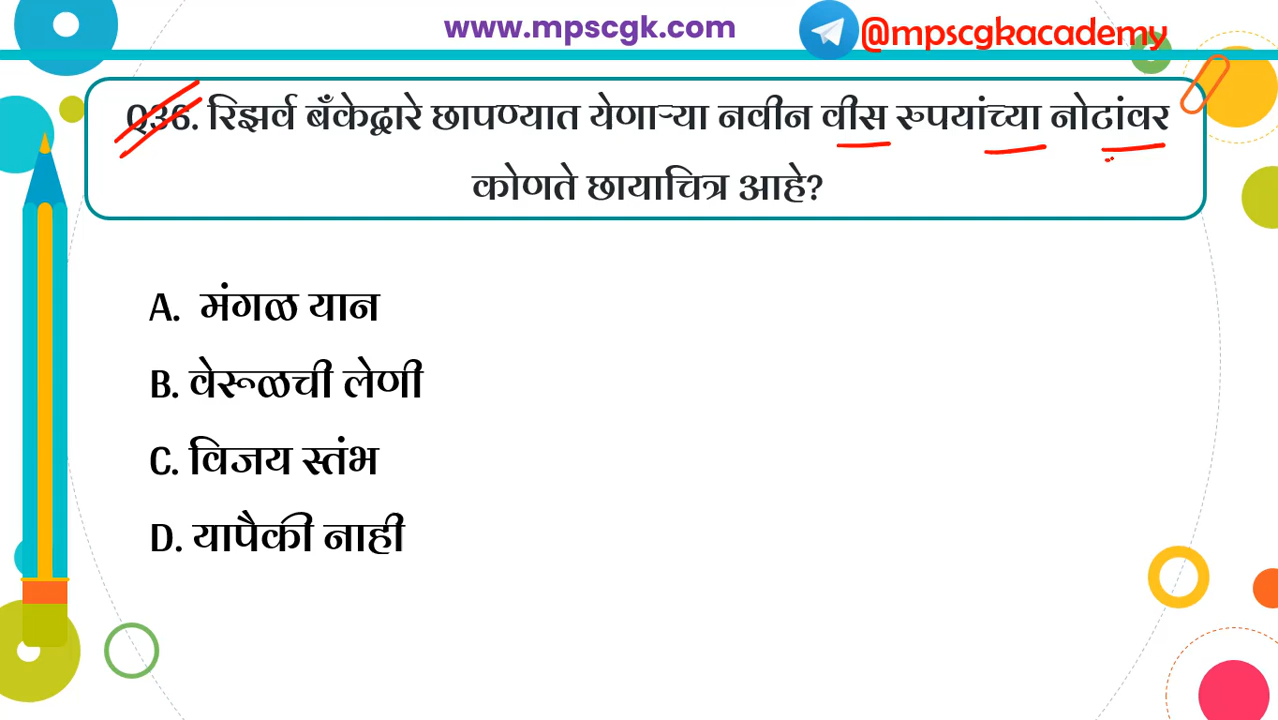 www.mpscgk.com
@mpscgkacademy
Q36. रिझर्व बँकेद्वारे छापण्यात येणाऱ्या नवीन वीस रुपयांच्या नोटांवर
कोणते छायाचित्र आहे?
A. मंगळ यान
B. वेरूळची लेणी
C. विजय स्तंभ
D. यापैकी नाही